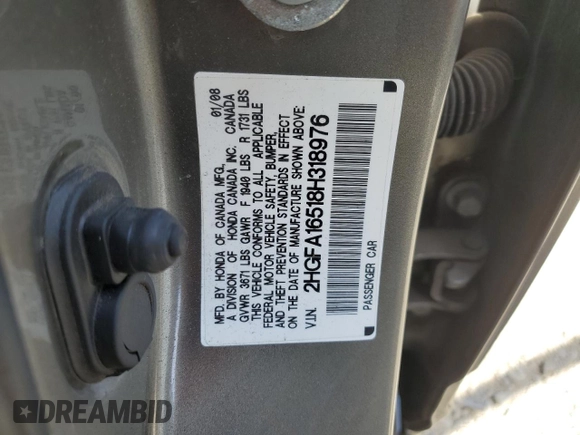 MFD. BY HONDA OF CANADA MFG. 01/08
A DIVISION OF HONDA CANADA INC. CANADA
GVWR 3671 LBS GAWR F 1940 LBS R 1731 LBS
THIS VEHICLE CONFORMS TO ALL APPLICABLE
FEDERAL MOTOR VEHICLE SAFETY, BUMPER,
AND THEFT PREVENTION STANDARDS IN EFFECT
ON THE DATE OF MANUFACTURE SHOWN ABOVE:
V.I.N. 2HGFA16518H318976
PASSENGER CAR
DREAMBID